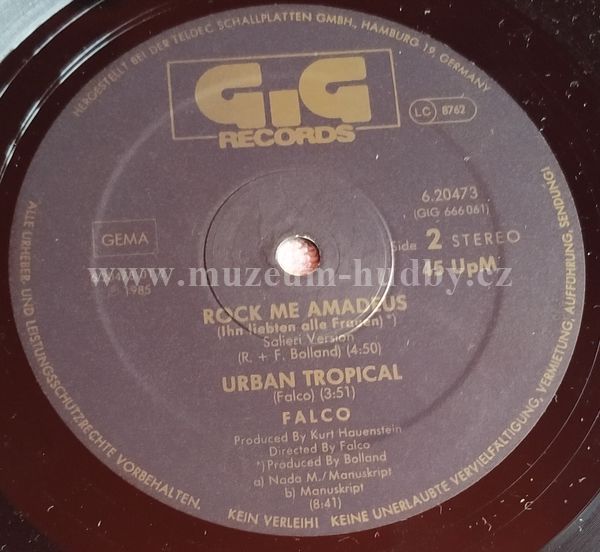 HERGESTELLT BEI DER TELDEC SCHALLPLATTEN GMBH., HAMBURG 19 GERMANY
GiG
RECORDS
LC 8762
6.20473
(GIG 666 061)
GEMA
Side 2 STEREO
45 UpM
www.muzeum-hudby.cz
℗ 1985
ROCK ME AMADEUS
(Ihn liebten alle Frauen) *)
Salieri Version
(R. + F. Bolland) (4:50)
URBAN TROPICAL
(Falco) (3:51)
FALCO
Produced By Kurt Hauenstein
Directed By Falco
*) Produced By Bolland
a) Nada M./Manuskript
b) Manuskript
(8:41)
ALLE URHEBER- UND LEISTUNGSSCHUTZRECHTE VORBEHALTEN.
KEIN VERLEIH! KEINE UNERLAUBTE VERVIELFÄLTIGUNG, VERMIETUNG, AUFFÜHRUNG, SENDUNG!